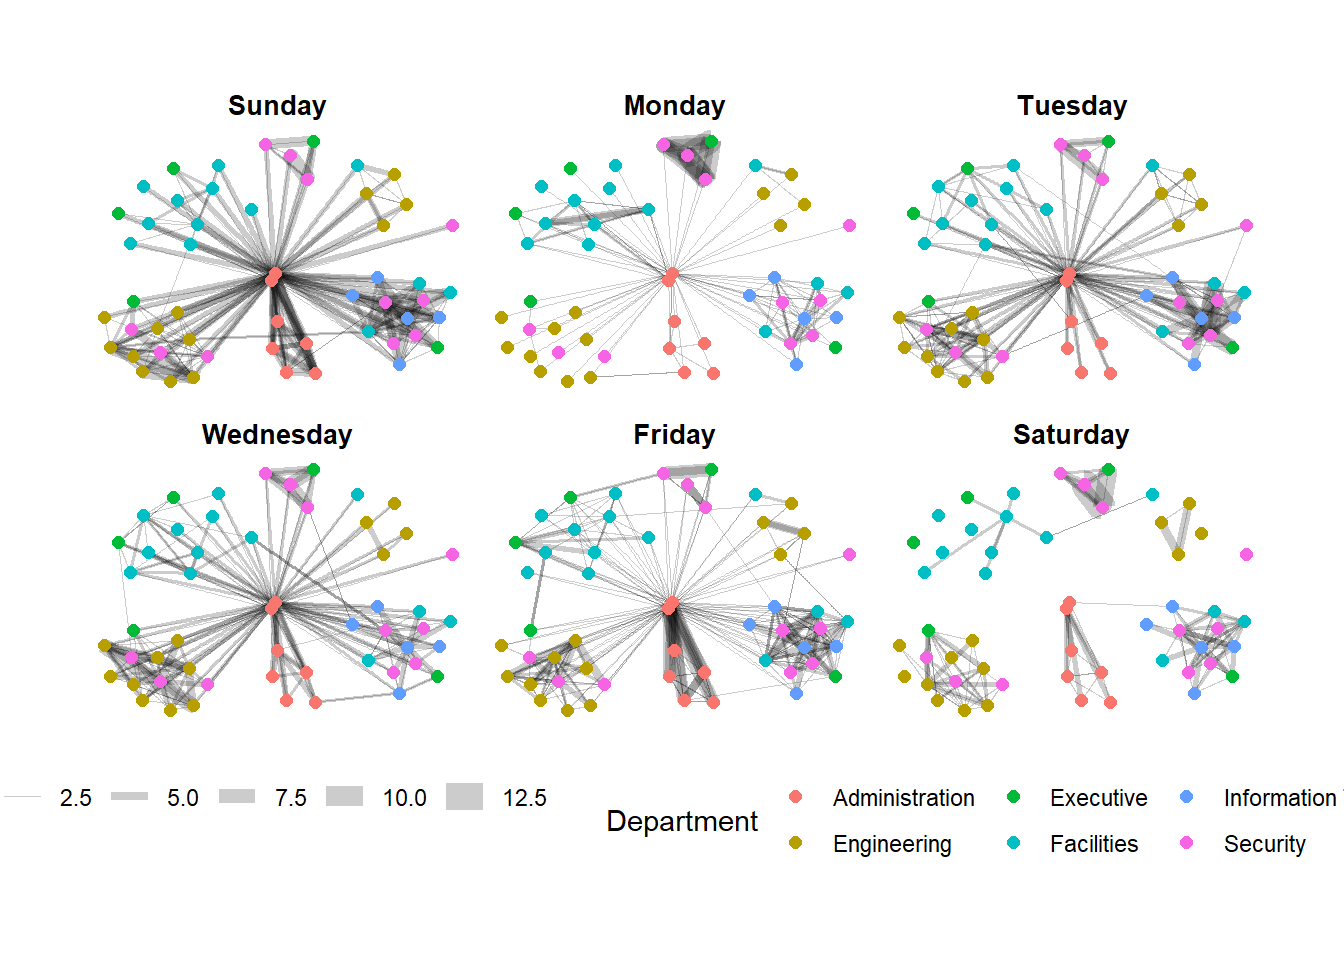 Sunday Monday Tuesday
Wednesday Friday Saturday
2.5 5.0 7.5 10.0 12.5
Department
Administration Executive Information
Engineering Facilities Security